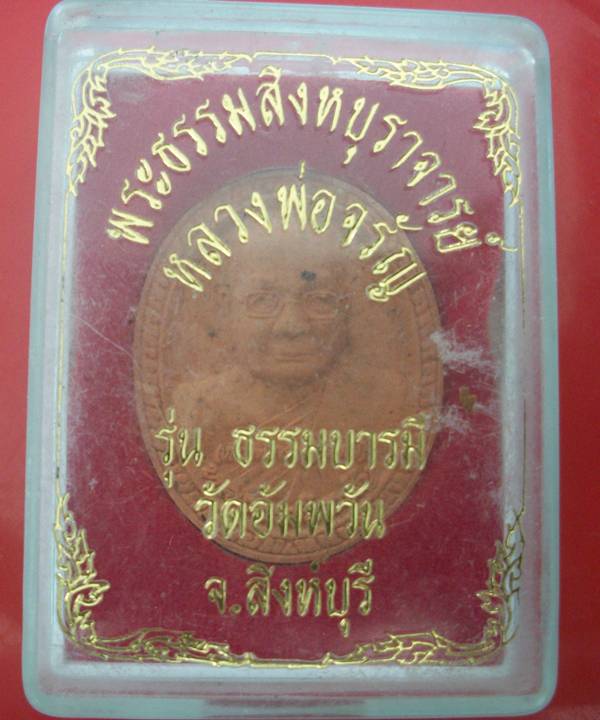 พระธรรมสิงหบุราจารย์
หลวงพ่อจรัญ
รุ่น ธรรมบารมี
วัดอัมพวัน
จ.สิงห์บุรี